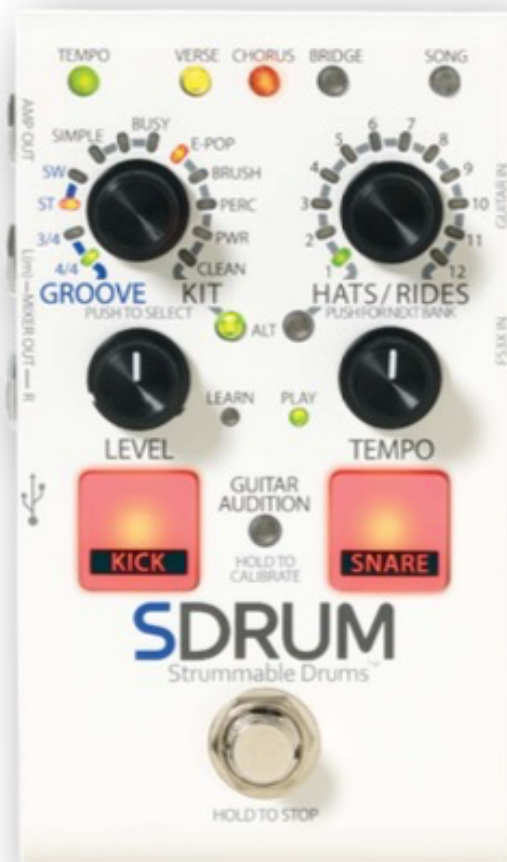 TEMPO VERSE CHORUS BRIDGE SONG
AMP OUT
SIMPLE BUSY
E-POP
SW BRUSH
ST PERC
3/4 PWR
4/4 CLEAN
GROOVE KIT
PUSH TO SELECT
ALT
1 2 3 4 5 6 7 8 9 10 11 12
HATS / RIDES
PUSH FOR NEXT BANK
GUITAR IN
L(m) — MIXER OUT — R
FS3X IN
LEARN PLAY
LEVEL TEMPO
GUITAR
AUDITION
KICK SNARE
HOLD TO
CALIBRATE
SDRUM
Strummable Drums™
HOLD TO STOP